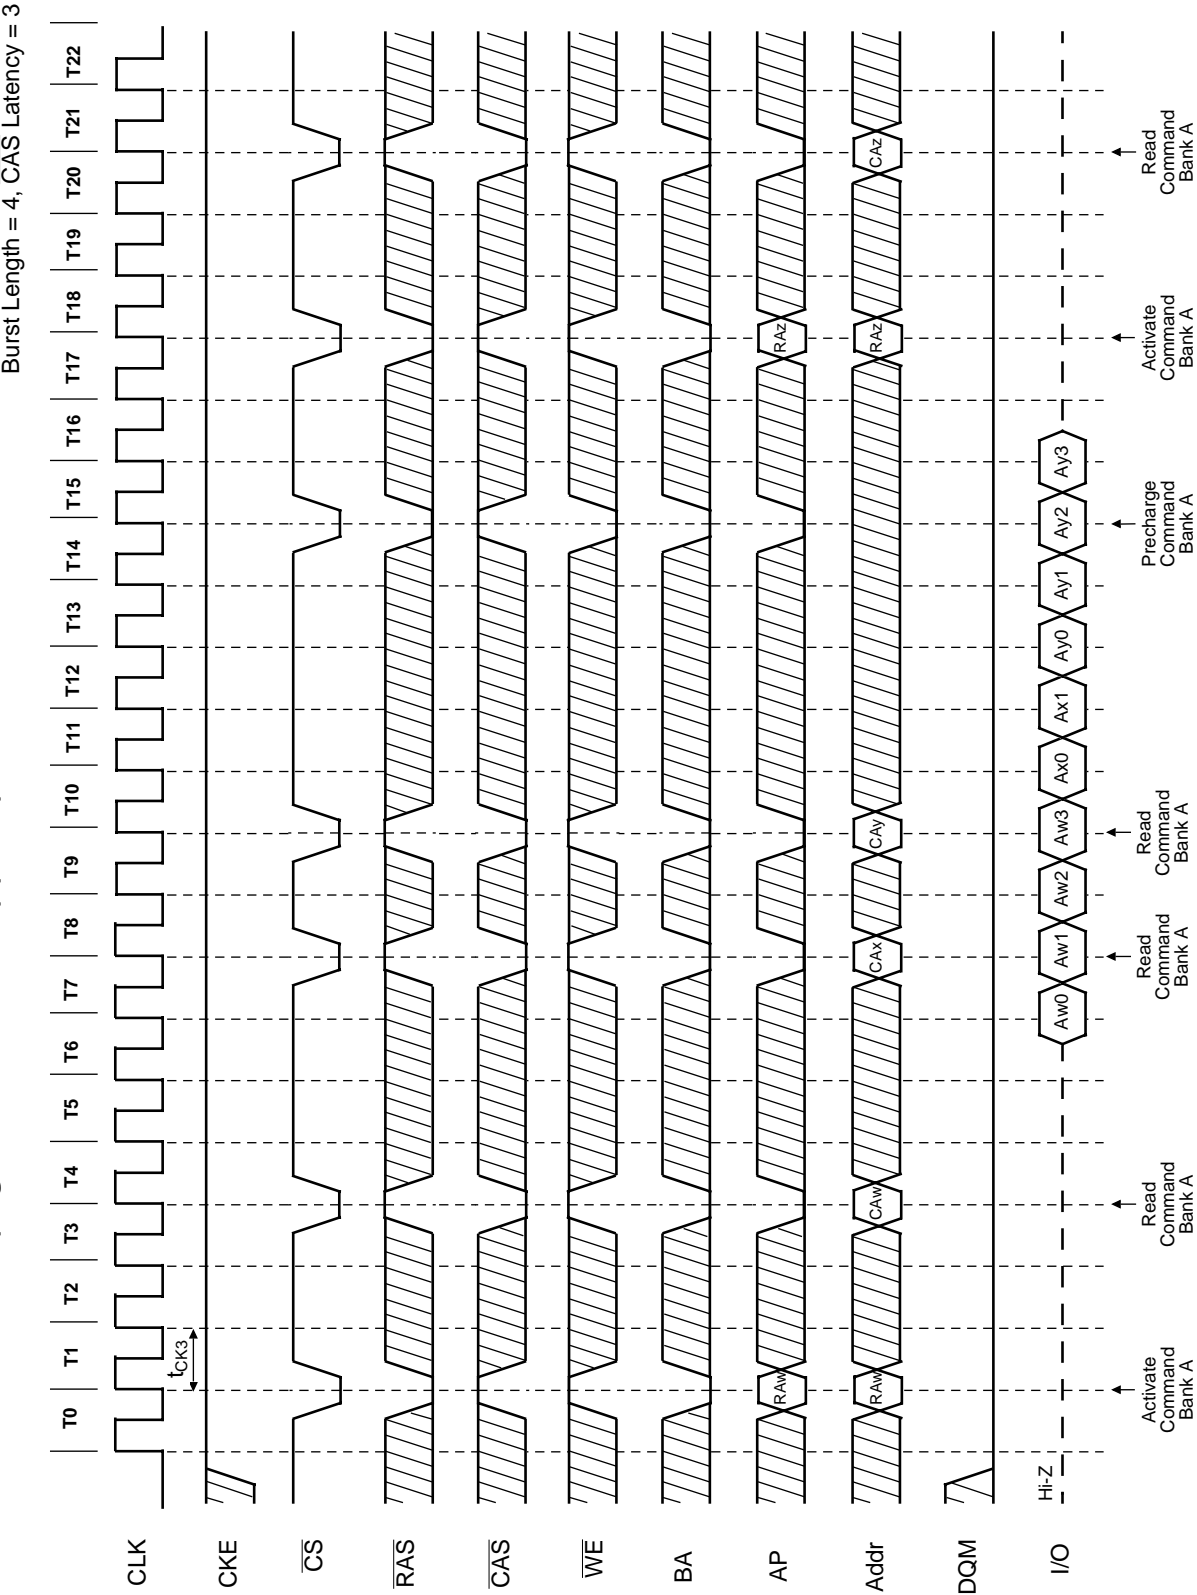 Burst Length = 4, CAS Latency = 3
T0 T1 T2 T3 T4 T5 T6 T7 T8 T9 T10 T11 T12 T13 T14 T15 T16 T17 T18 T19 T20 T21 T22
CLK
tCK3
CKE
CS
RAS
CAS
WE
BA
AP
RAw RAz
Addr
RAw CAw CAx CAy RAz CAz
DQM
I/O
Hi-Z
Aw0 Aw1 Aw2 Aw3 Ax0 Ax1 Ay0 Ay1 Ay2 Ay3
Activate
Command
Bank A
Read
Command
Bank A
Read
Command
Bank A
Read
Command
Bank A
Precharge
Command
Bank A
Activate
Command
Bank A
Read
Command
Bank A